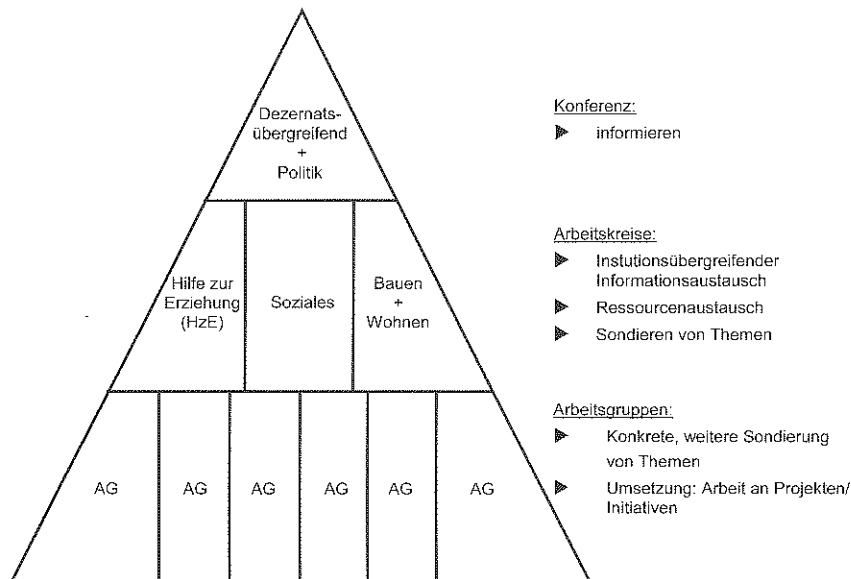 Dezernats-
übergreifend
+
Politik
Konferenz:
informieren
Hilfe zur
Erziehung
(HzE)
Soziales
Bauen
+
Wohnen
Arbeitskreise:
Instutionsübergreifender
Informationsaustausch
Ressourcenaustausch
Sondieren von Themen
AG
AG
AG
AG
AG
AG
Arbeitsgruppen:
Konkrete, weitere Sondierung
von Themen
Umsetzung: Arbeit an Projekten/
Initiativen